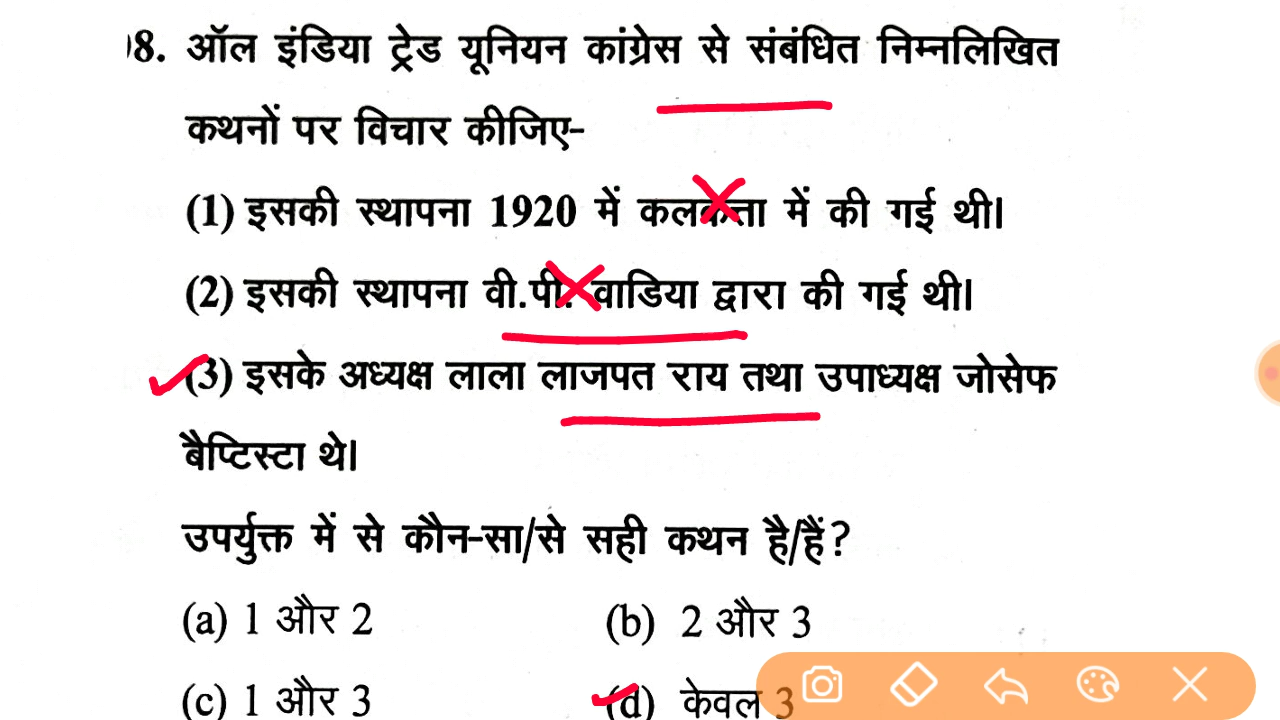 98. ऑल इंडिया ट्रेड यूनियन कांग्रेस से संबंधित निम्नलिखित
कथनों पर विचार कीजिए-
(1) इसकी स्थापना 1920 में कलकत्ता में की गई थी।
(2) इसकी स्थापना वी.पी. वाडिया द्वारा की गई थी।
(3) इसके अध्यक्ष लाला लाजपत राय तथा उपाध्यक्ष जोसेफ
बैप्टिस्टा थे।
उपर्युक्त में से कौन-सा/से सही कथन है/हैं?
(a) 1 और 2 (b) 2 और 3
(c) 1 और 3 (d) केवल 3